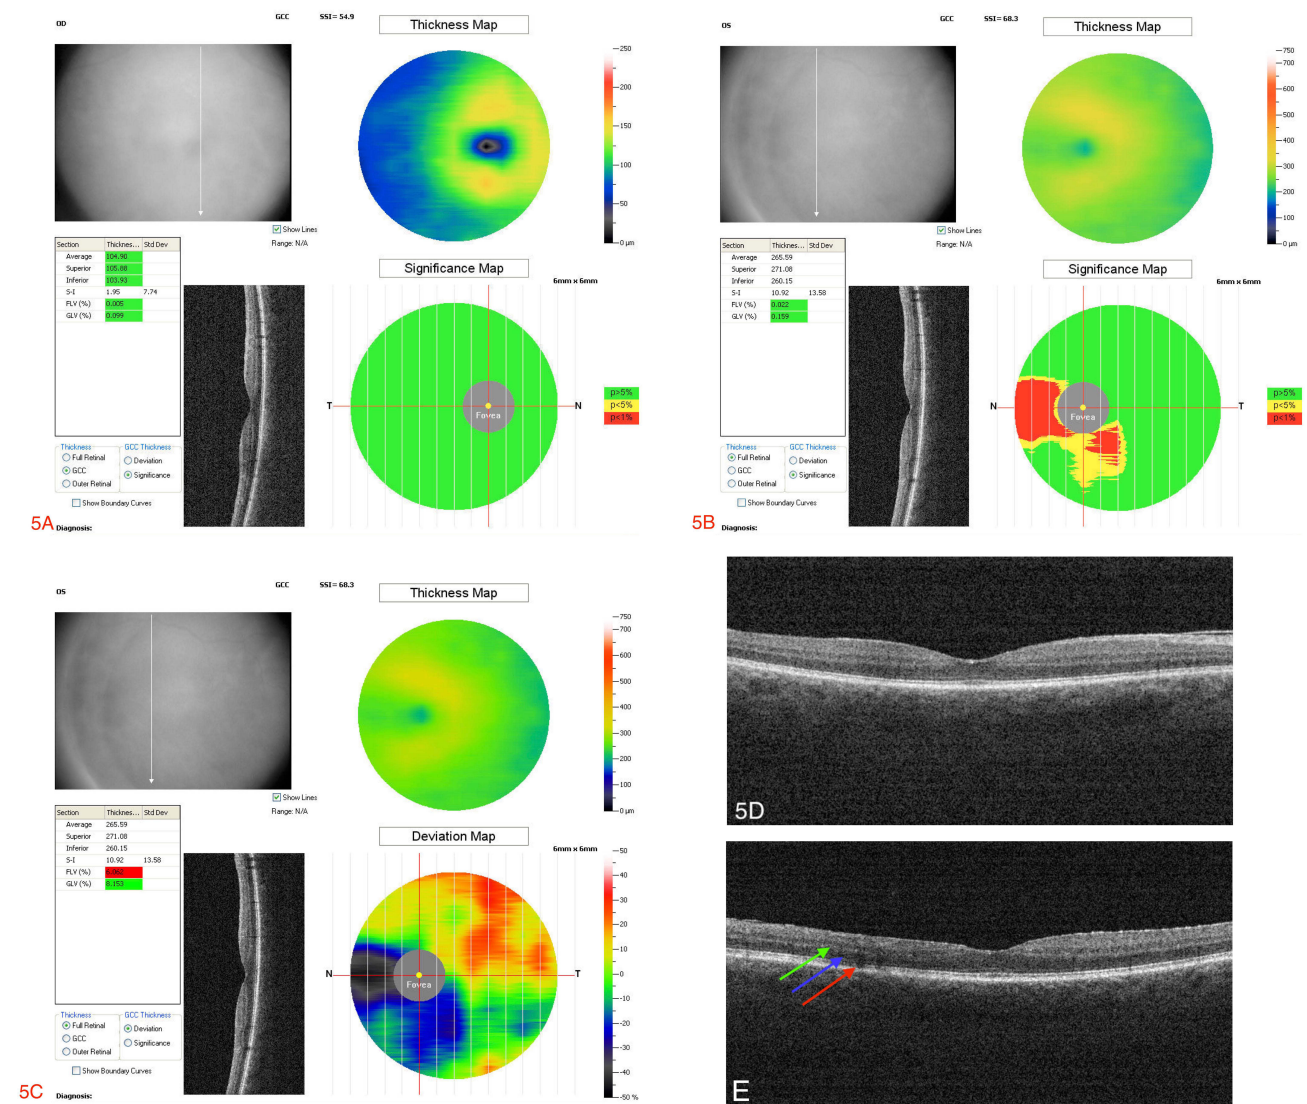 OD
GCC
SSI= 54.9
Thickness Map
250
200
150
100
50
0 µm
Show Lines
Range: N/A
Section Thicknes... Std Dev
Average 104.90
Superior 105.88
Inferior 103.93
S-I 1.95 7.74
FLV (%) 0.005
GLV (%) 0.099
Significance Map
6mm x 6mm
T
N
Fovea
p>5%
p<5%
p<1%
Thickness
Full Retinal
GCC
Outer Retinal
GCC Thickness
Deviation
Significance
Show Boundary Curves
5A
Diagnosis:
OS
GCC
SSI= 68.3
Thickness Map
750
700
600
500
400
300
200
100
0 µm
Show Lines
Range: N/A
Section Thicknes... Std Dev
Average 265.59
Superior 271.08
Inferior 260.15
S-I 10.92 13.58
FLV (%) 0.022
GLV (%) 0.159
Significance Map
6mm x 6mm
N
T
Fovea
p>5%
p<5%
p<1%
Thickness
Full Retinal
GCC
Outer Retinal
GCC Thickness
Deviation
Significance
Show Boundary Curves
5B
Diagnosis:
OS
GCC
SSI= 68.3
Thickness Map
750
700
600
500
400
300
200
100
0 µm
Show Lines
Range: N/A
Section Thicknes... Std Dev
Average 265.59
Superior 271.08
Inferior 260.15
S-I 10.92 13.58
FLV (%)
GLV (%) 8.153
Deviation Map
6mm x 6mm
N
T
Fovea
50
40
30
20
10
0
-10
-20
-30
-40
-50 %
Thickness
Full Retinal
GCC
Outer Retinal
GCC Thickness
Deviation
Significance
Show Boundary Curves
5C
Diagnosis:
5D
E